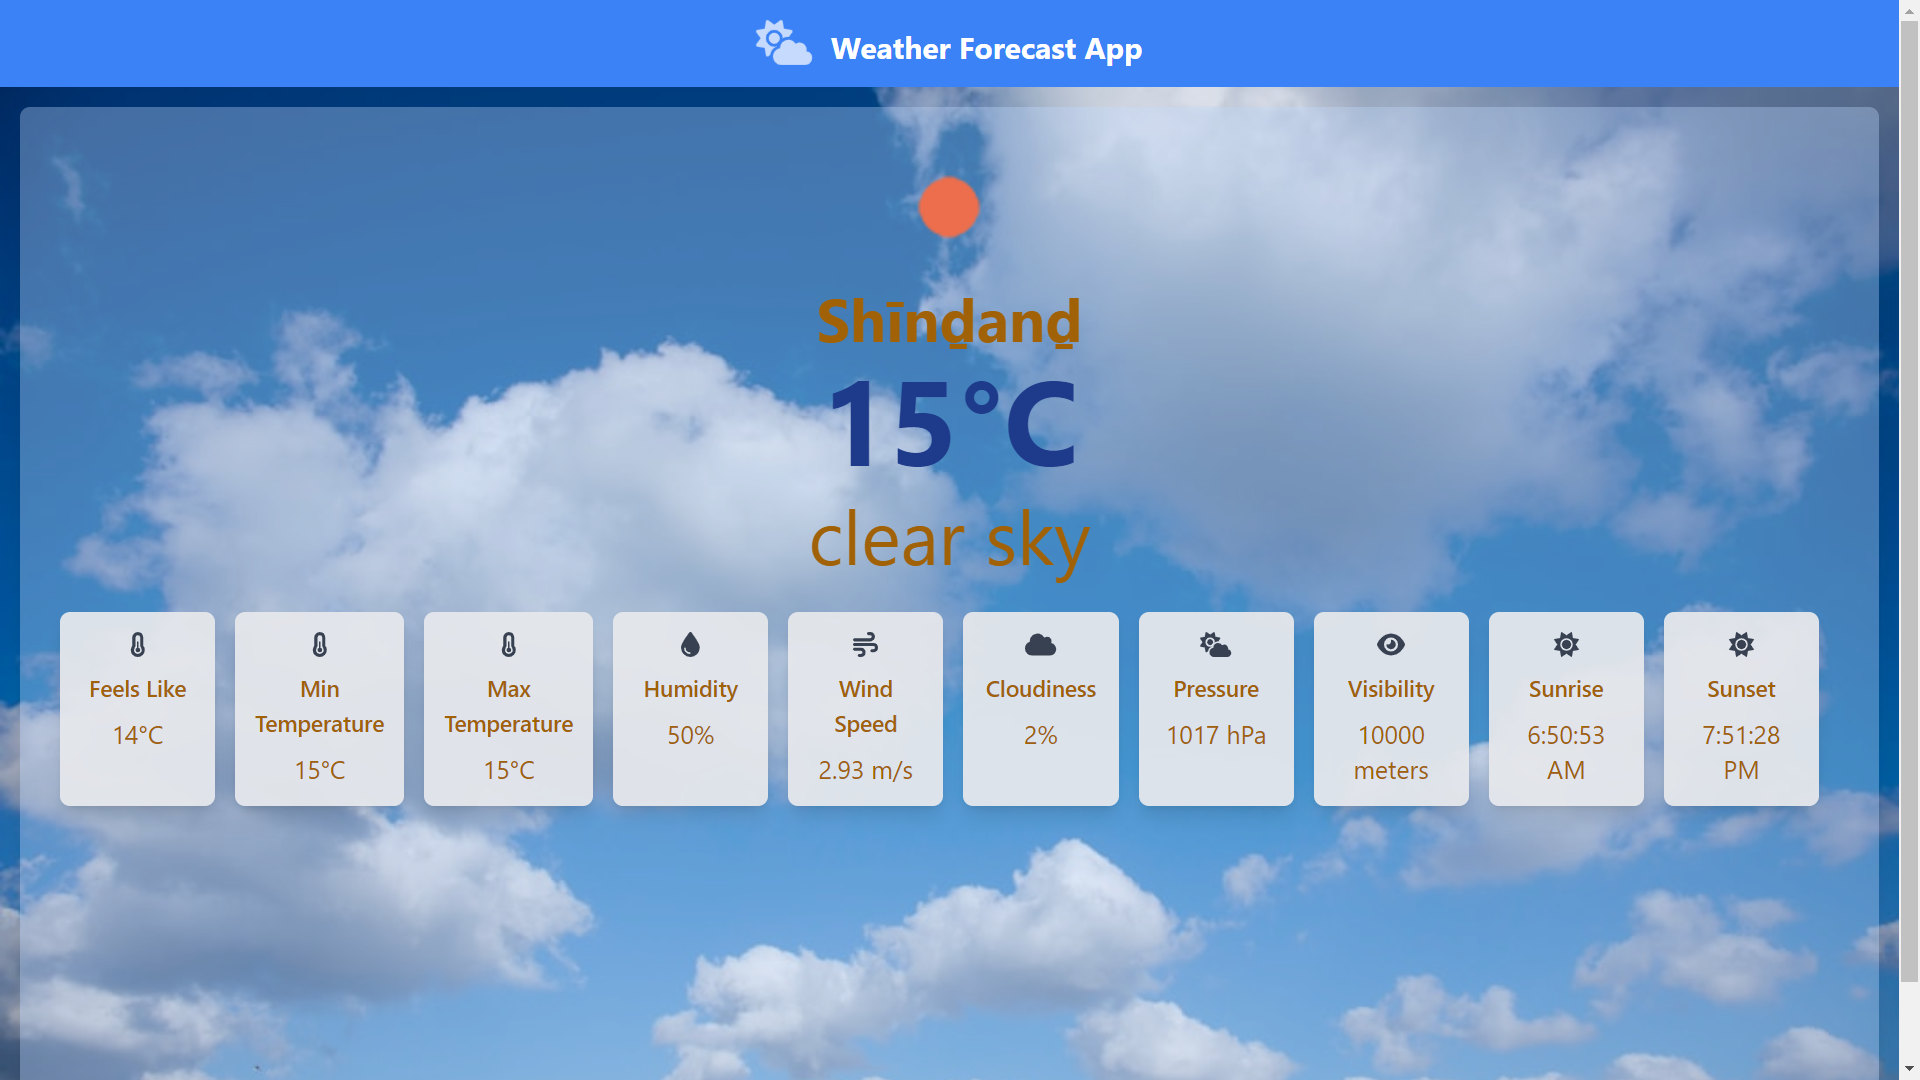 Weather Forecast App
Shīnḏanḏ
15°C
clear sky
Feels Like
14°C
Min
Temperature
15°C
Max
Temperature
15°C
Humidity
50%
Wind
Speed
2.93 m/s
Cloudiness
2%
Pressure
1017 hPa
Visibility
10000
meters
Sunrise
6:50:53
AM
Sunset
7:51:28
PM